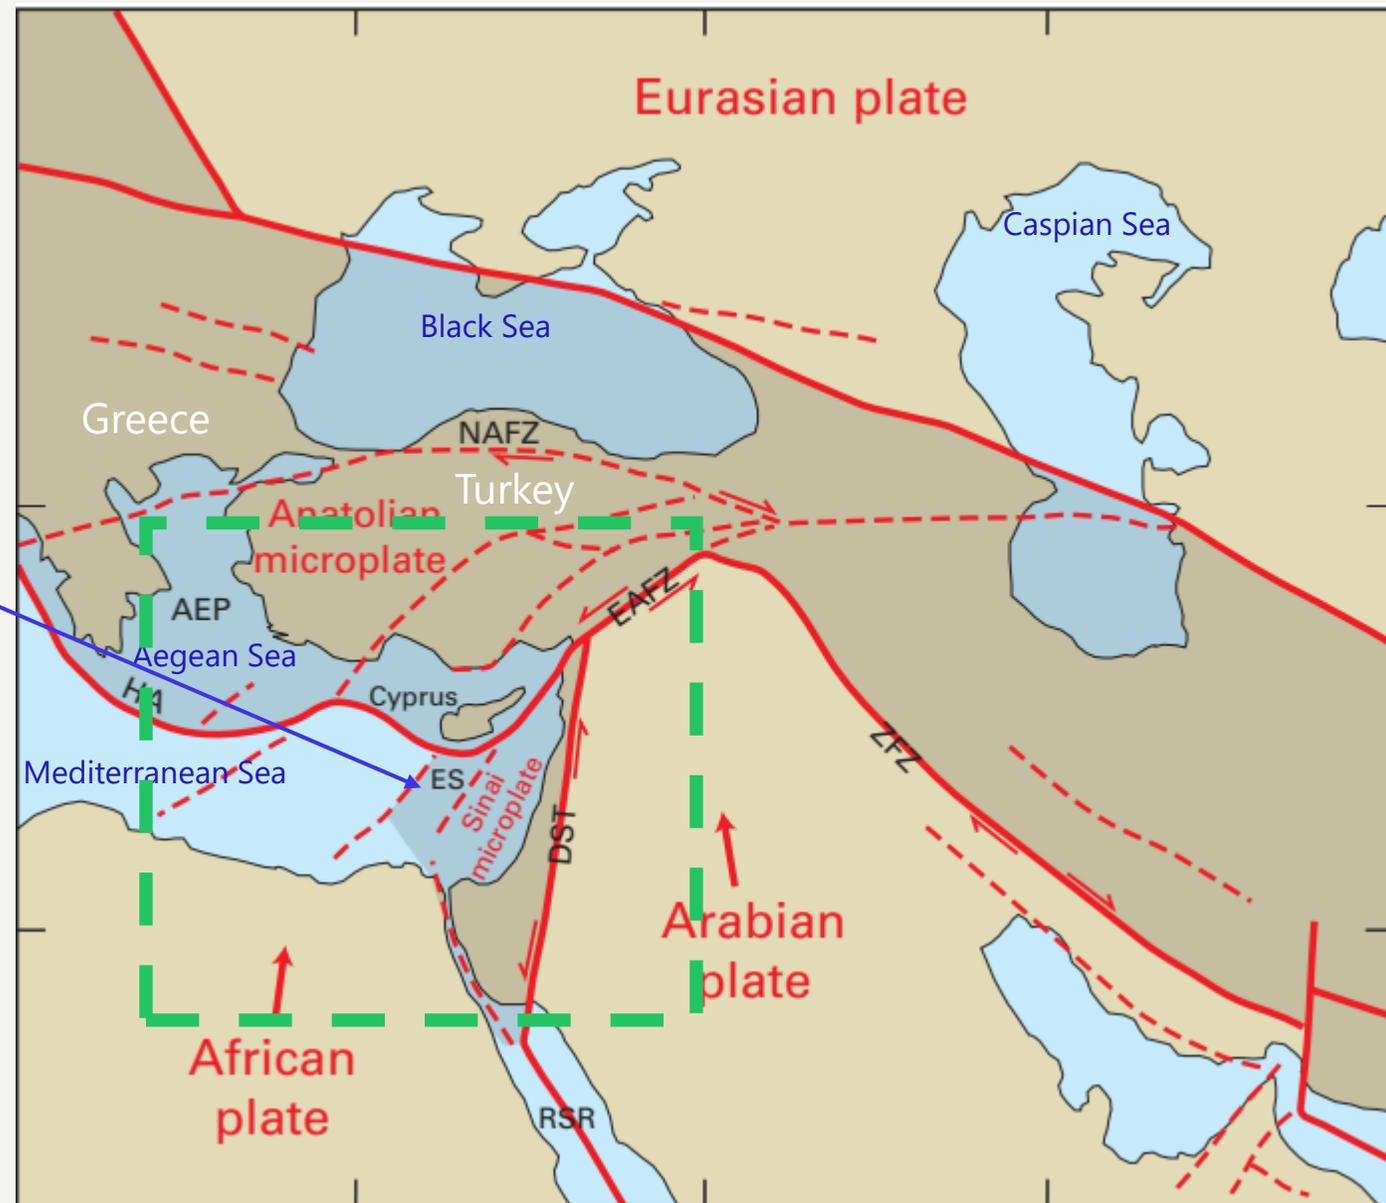 Eurasian plate
Caspian Sea
Black Sea
Greece
NAFZ
Turkey
Anatolian
microplate
EAFZ
AEP
Aegean Sea
HA
Cyprus
Mediterranean Sea
ES
Sinai
microplate
DST
ZFZ
Arabian
plate
African
plate
RSR